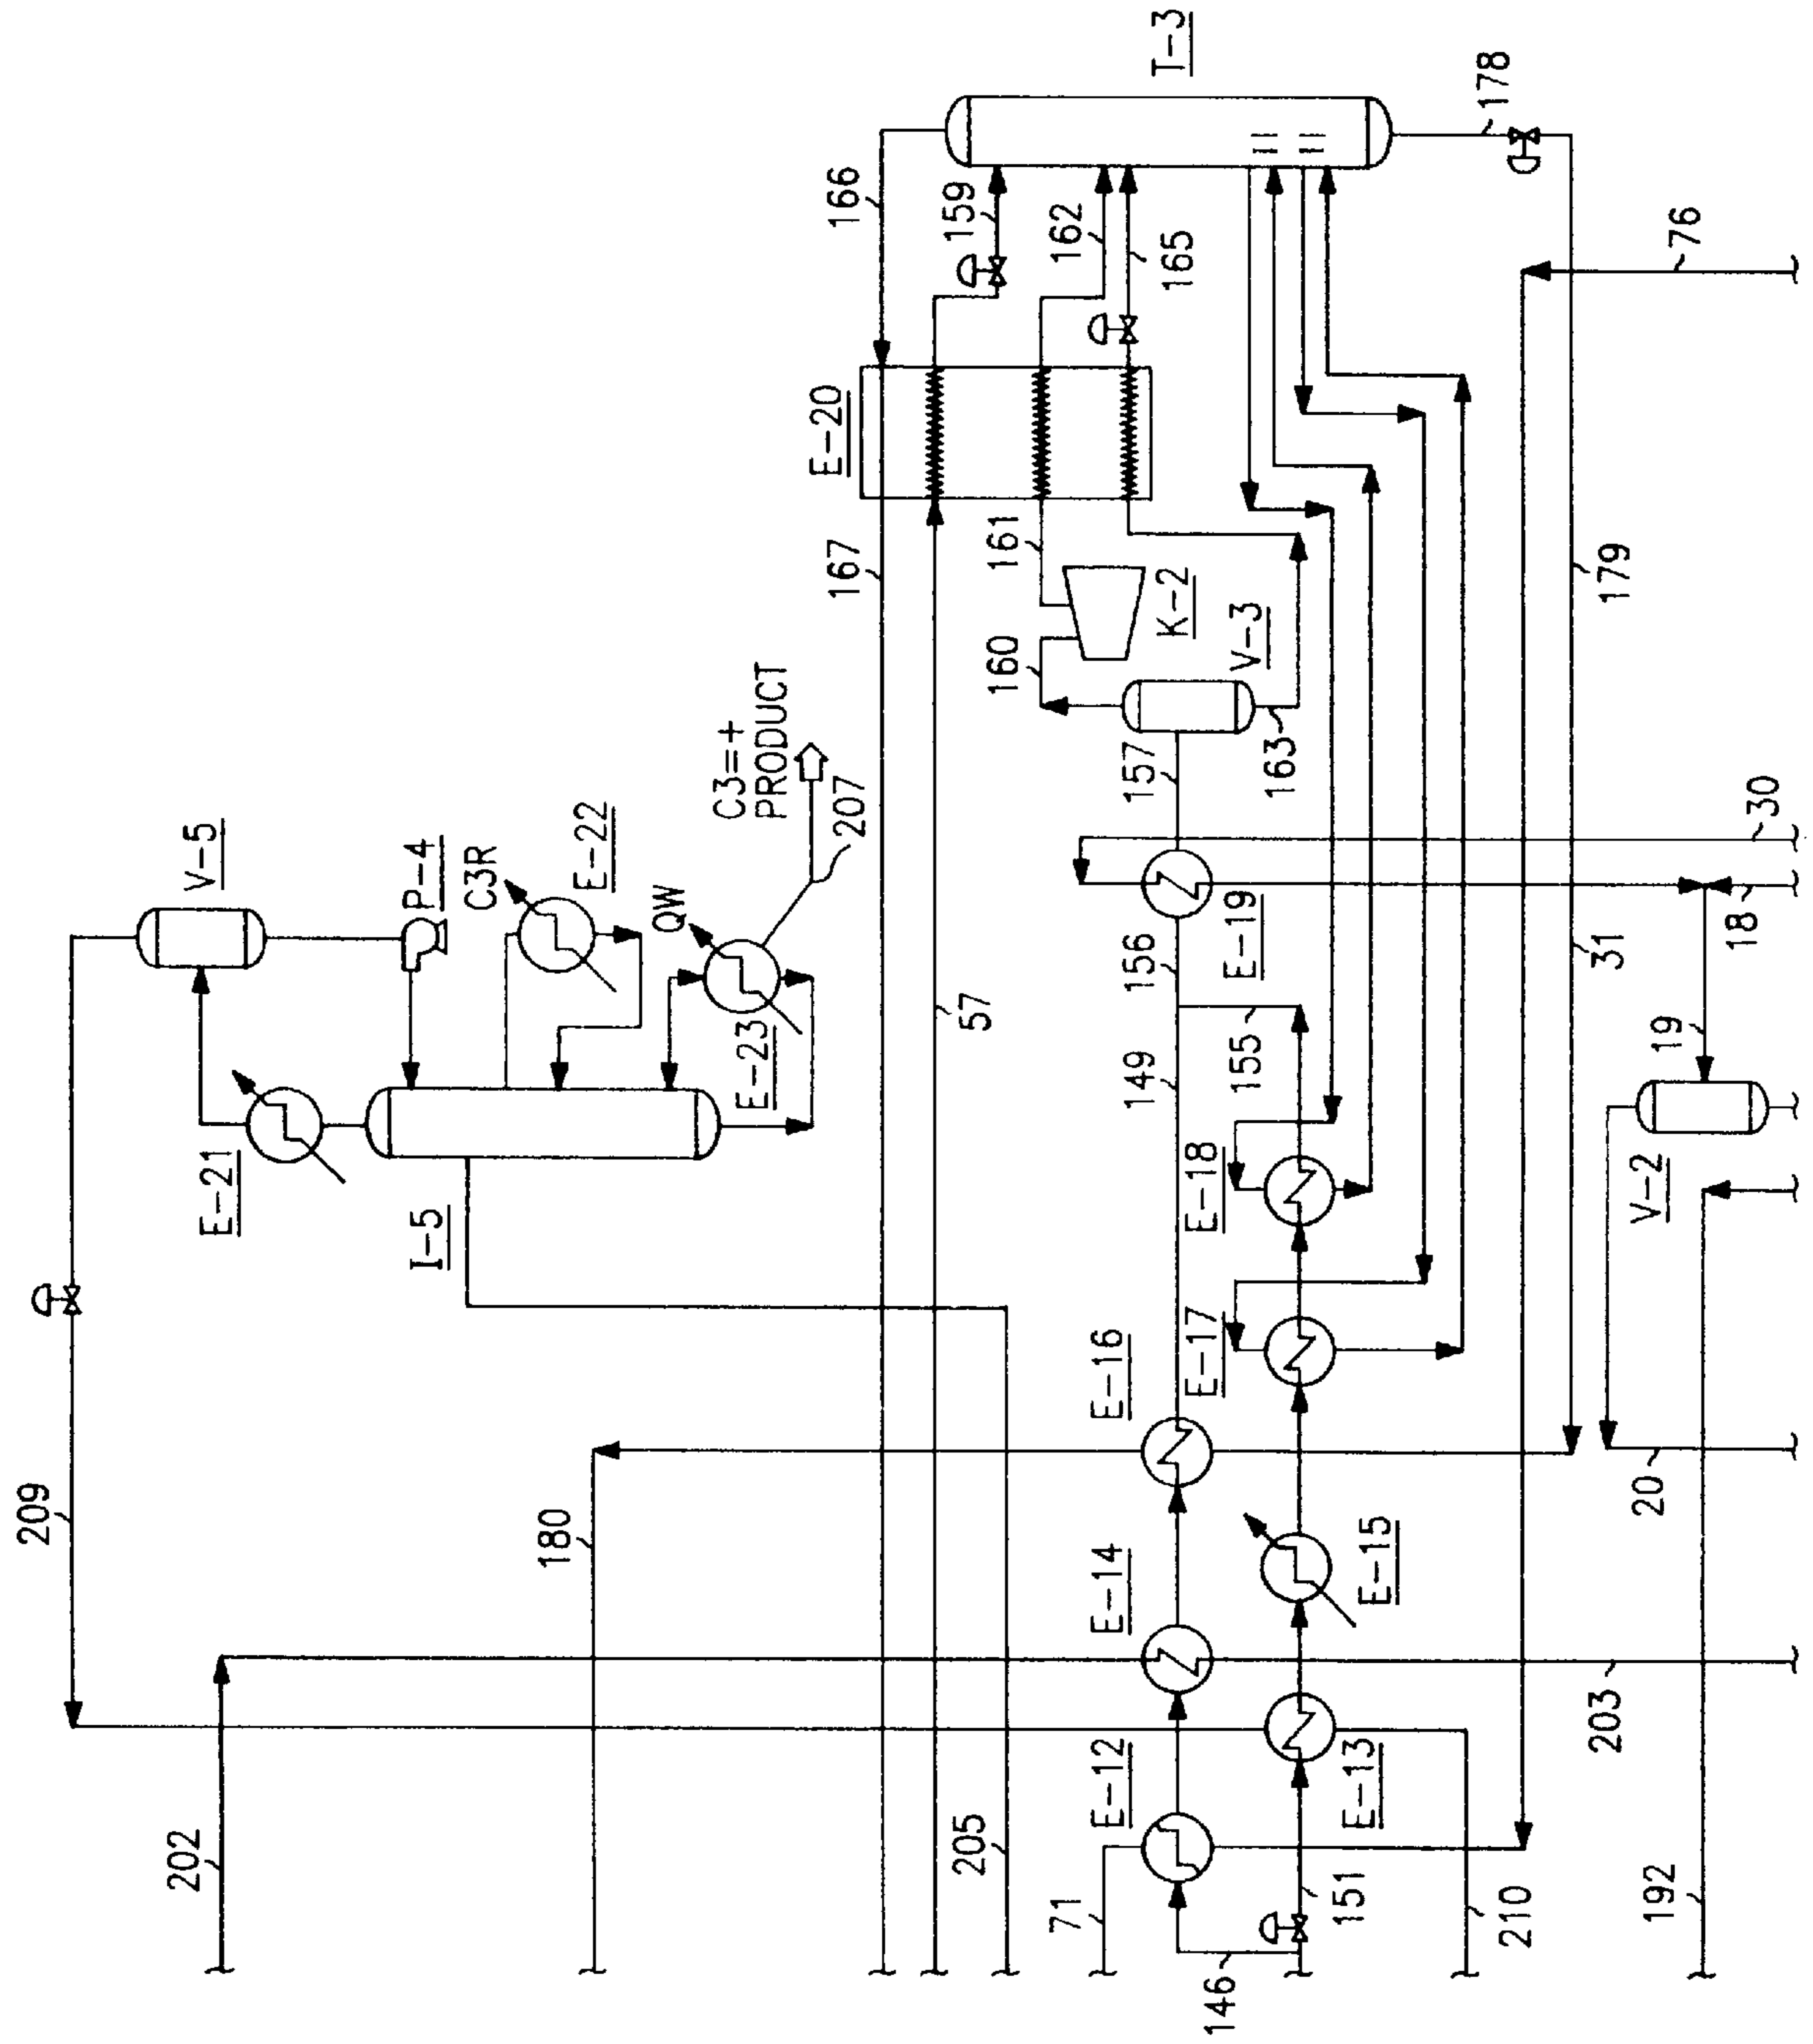 T-3
178
166
159
162
165
76
E-20
167
161
160
K-2
V-3
163
157
179
C3=+
PRODUCT
207
30
V-5
P-4
C3R
E-22
QW
E-23
57
156
E-19
18
31
149
155
19
E-21
I-5
E-18
V-2
E-16
E-17
209
180
E-14
E-15
20
202
205
E-12
E-13
203
71
151
146
210
192